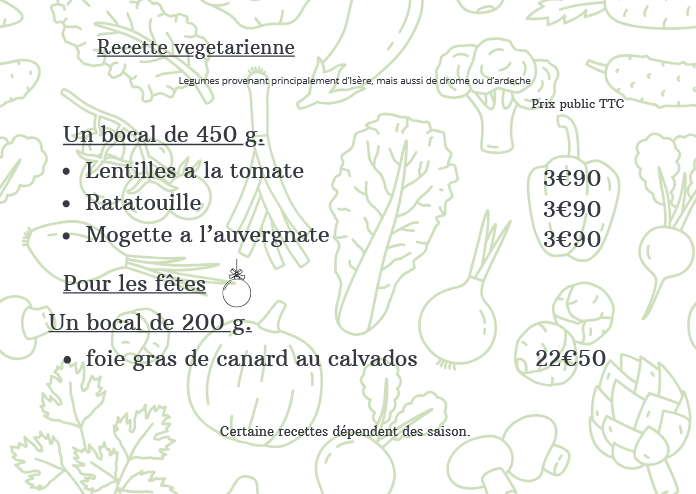 Recette vegetarienne
Legumes provenant principalement d'Isère, mais aussi de drome ou d'ardeche
Prix public TTC
Un bocal de 450 g.
• Lentilles a la tomate 3€90
• Ratatouille 3€90
• Mogette a l'auvergnate 3€90
Pour les fêtes
Un bocal de 200 g.
• foie gras de canard au calvados 22€50
Certaine recettes dépendent des saison.